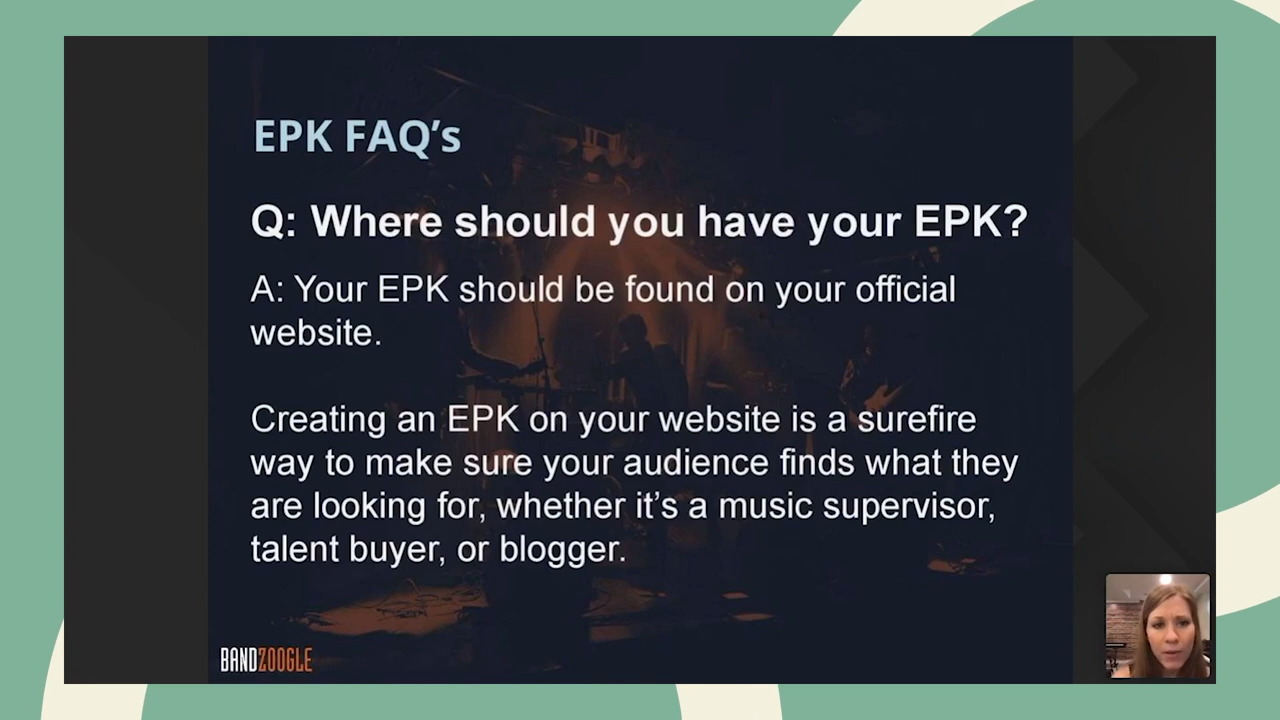 EPK FAQ’s
Q: Where should you have your EPK?
A: Your EPK should be found on your official
website.
Creating an EPK on your website is a surefire
way to make sure your audience finds what they
are looking for, whether it’s a music supervisor,
talent buyer, or blogger.
BANDZOOGLE